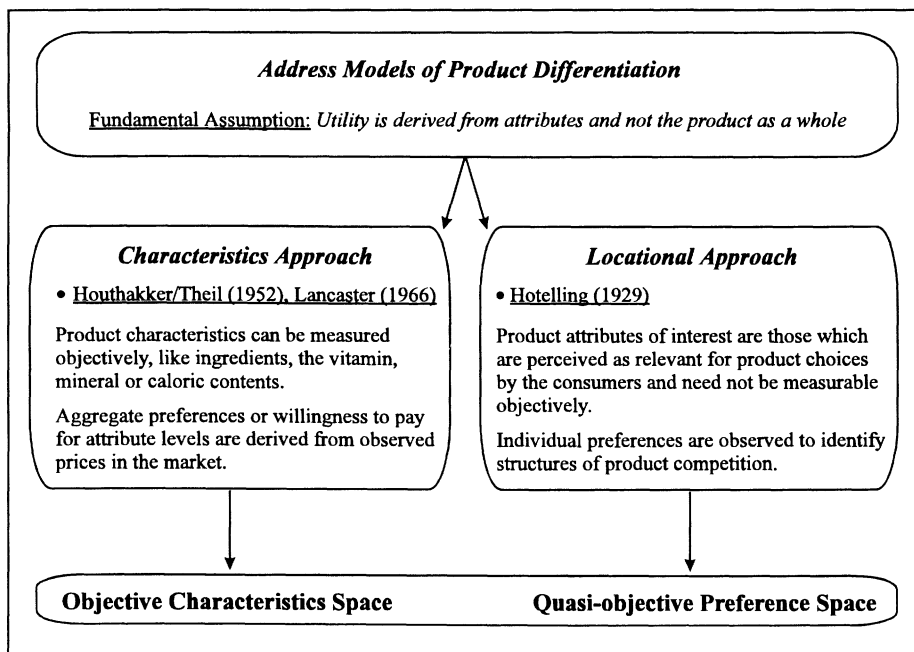 Address Models of Product Differentiation
Fundamental Assumption: Utility is derived from attributes and not the product as a whole
Characteristics Approach
• Houthakker/Theil (1952), Lancaster (1966)
Product characteristics can be measured
objectively, like ingredients, the vitamin,
mineral or caloric contents.
Aggregate preferences or willingness to pay
for attribute levels are derived from observed
prices in the market.
Locational Approach
• Hotelling (1929)
Product attributes of interest are those which
are perceived as relevant for product choices
by the consumers and need not be measurable
objectively.
Individual preferences are observed to identify
structures of product competition.
Objective Characteristics Space
Quasi-objective Preference Space